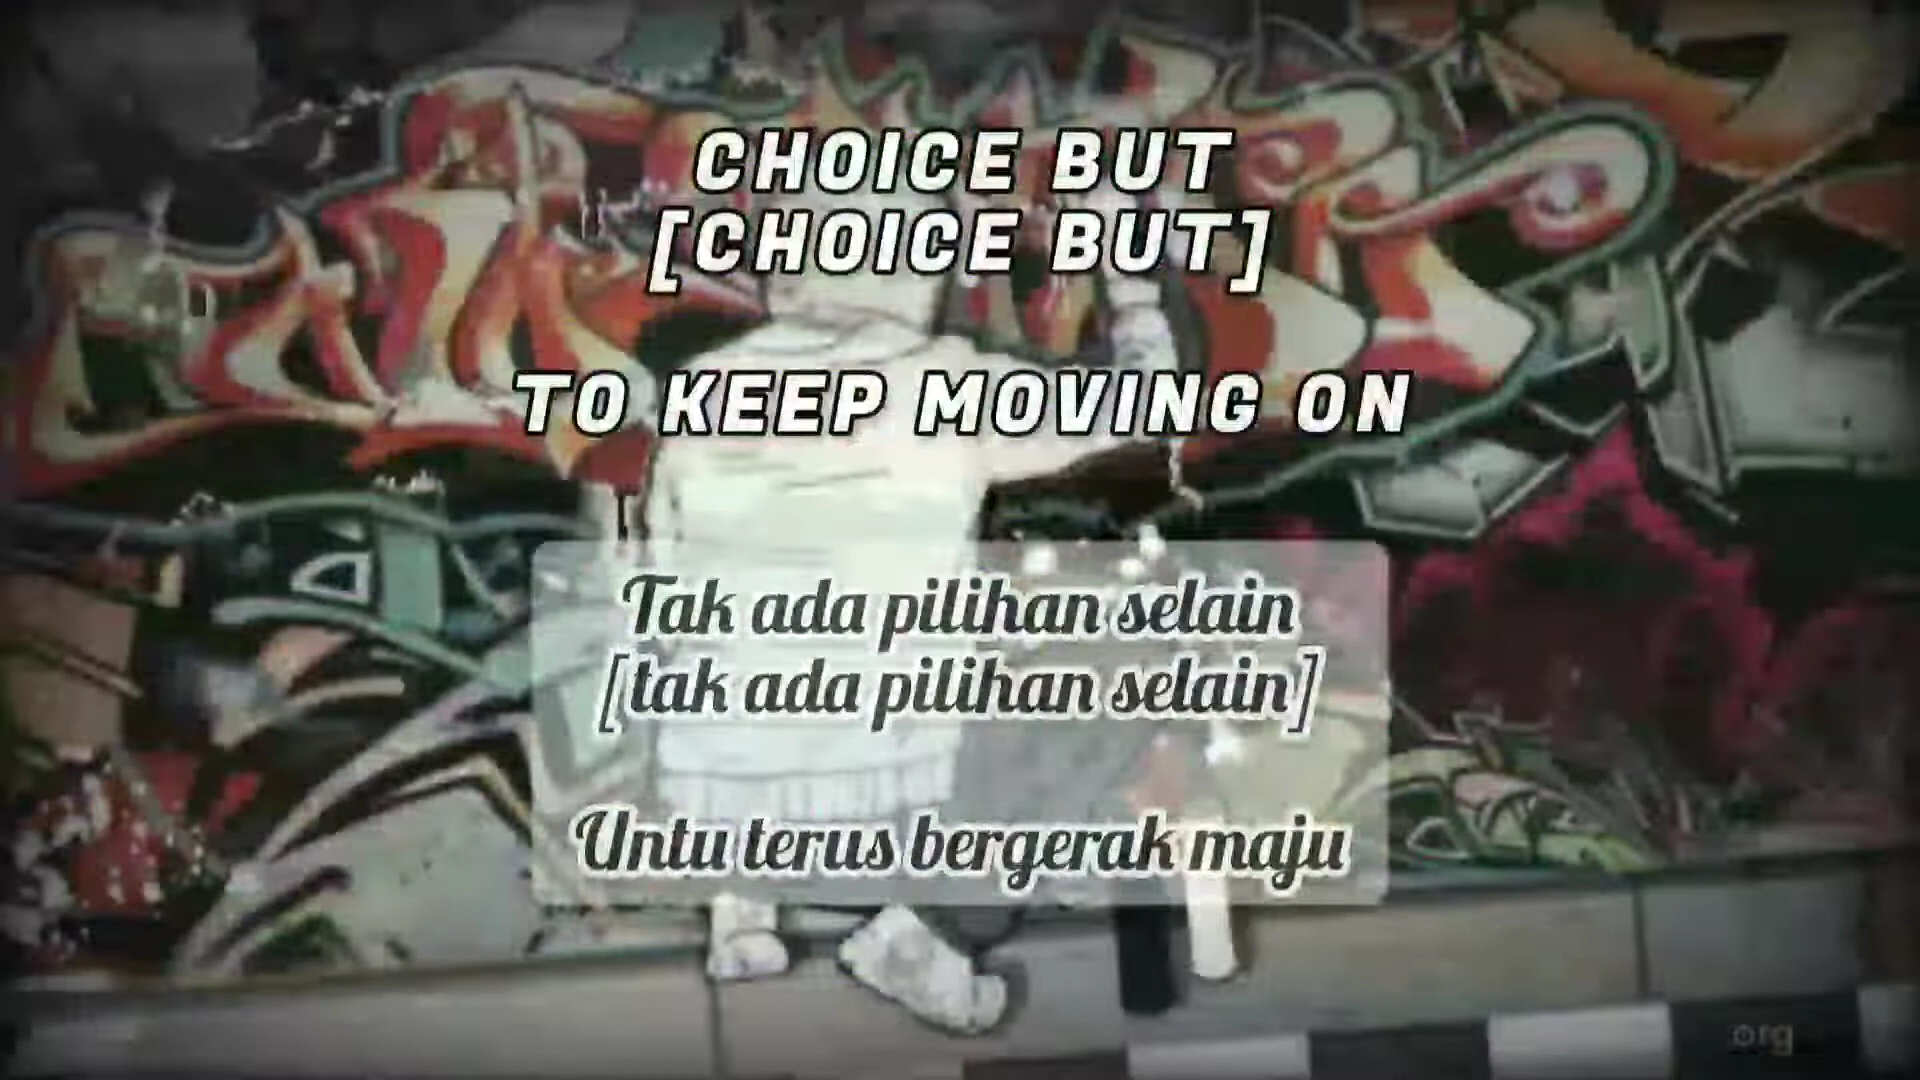 CHOICE BUT
[CHOICE BUT]
TO KEEP MOVING ON
Tak ada pilihan selain
[tak ada pilihan selain]
Untu terus bergerak maju
org